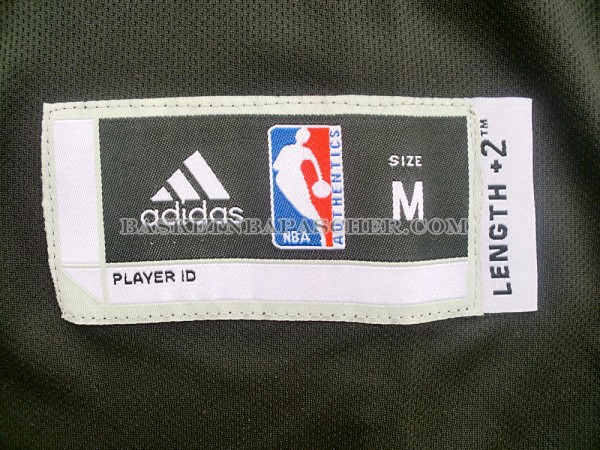 adidas
NBA
AUTHENTICS
SIZE
M
LENGTH +2™
PLAYER ID
BASKETNBAPASCHER.COM